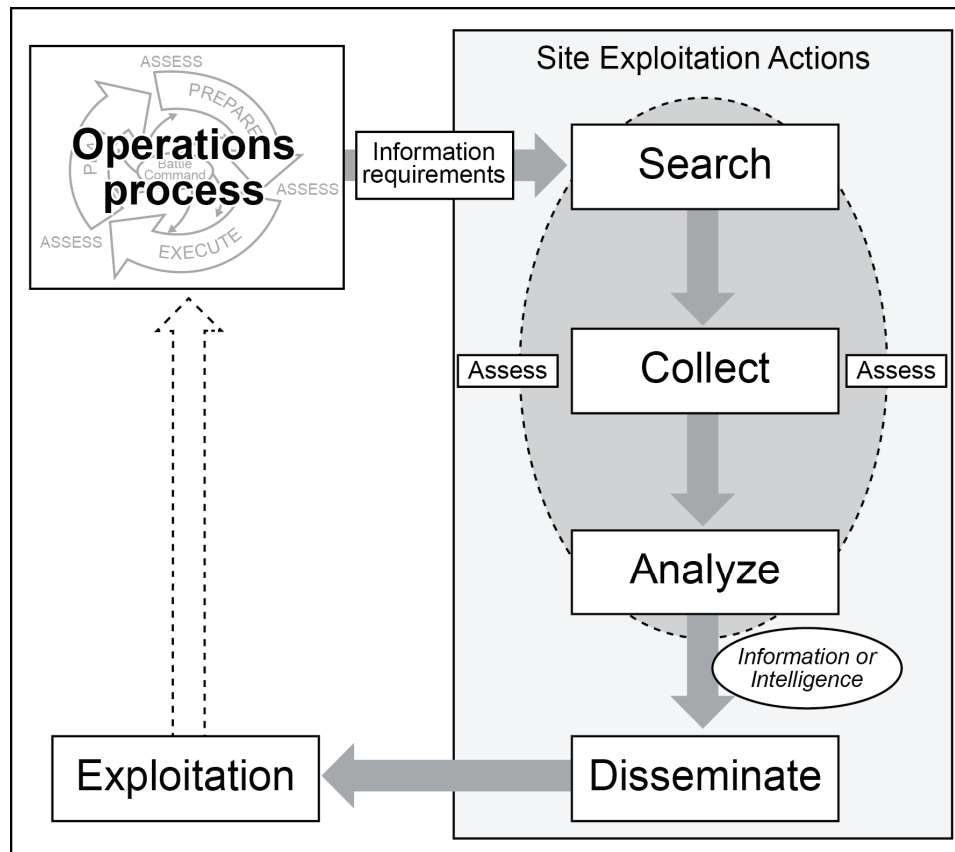 Site Exploitation Actions
ASSESS
PREPARE
Operations
process
Battle
Command
ASSESS
ASSESS
EXECUTE
Information
requirements
Search
Assess
Collect
Assess
Analyze
Information or
Intelligence
Exploitation
Disseminate